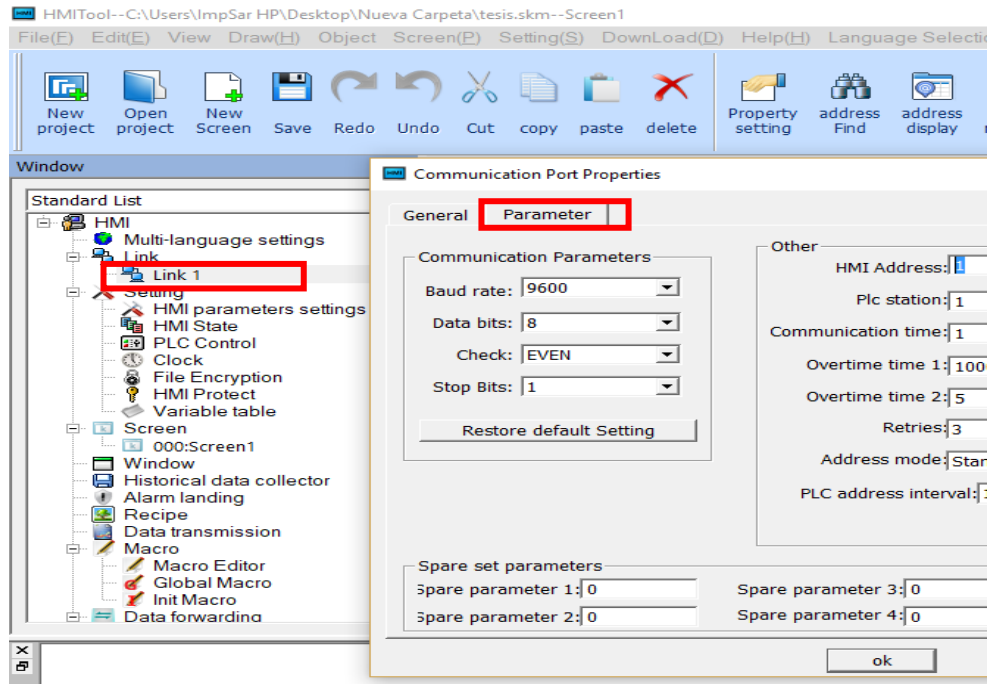 HMITool--C:\Users\ImpSar HP\Desktop\Nueva Carpeta\tesis.skm--Screen1
File(F) Edit(E) View Draw(H) Object Screen(P) Setting(S) DownLoad(D) Help(H) Language
New project
Open project
New Screen
Save
Redo
Undo
Cut
copy
paste
delete
Property setting
address Find
address display
Window
Standard List
HMI
Multi-language settings
Link
Link 1
Setting
HMI parameters settings
HMI State
PLC Control
Clock
File Encryption
HMI Protect
Variable table
Screen
000:Screen1
Window
Historical data collector
Alarm landing
Recipe
Data transmission
Macro
Macro Editor
Global Macro
Init Macro
Data forwarding
HMI Communication Port Properties
General Parameter
Communication Parameters
Baud rate: 9600
Data bits: 8
Check: EVEN
Stop Bits: 1
Restore default Setting
Other
HMI Address: 1
Plc station: 1
Communication time: 1
Overtime time 1: 100
Overtime time 2: 5
Retries: 3
Address mode: Stan
PLC address interval:
Spare set parameters
Spare parameter 1: 0
Spare parameter 2: 0
Spare parameter 3: 0
Spare parameter 4: 0
ok